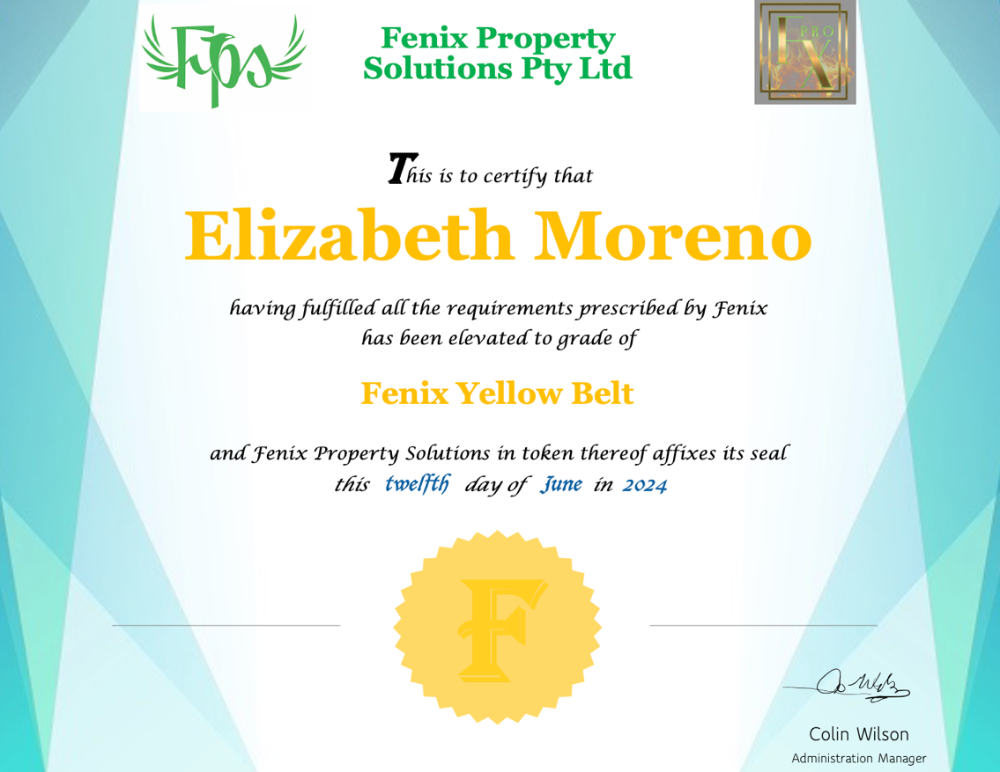 Fps
Fenix Property
Solutions Pty Ltd
PRO
FX
This is to certify that
Elizabeth Moreno
having fulfilled all the requirements prescribed by Fenix
has been elevated to grade of
Fenix Yellow Belt
and Fenix Property Solutions in token thereof affixes its seal
this twelfth day of June in 2024
F
Colin Wilson
Administration Manager